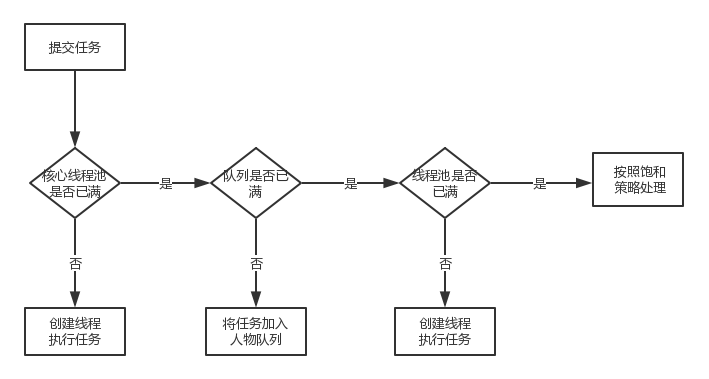 提交任务
核心线程池
是否已满
是
队列是否已
满
是
线程池是否
已满
是
按照饱和
策略处理
否
否
否
创建线程
执行任务
将任务加入
人物队列
创建线程
执行任务